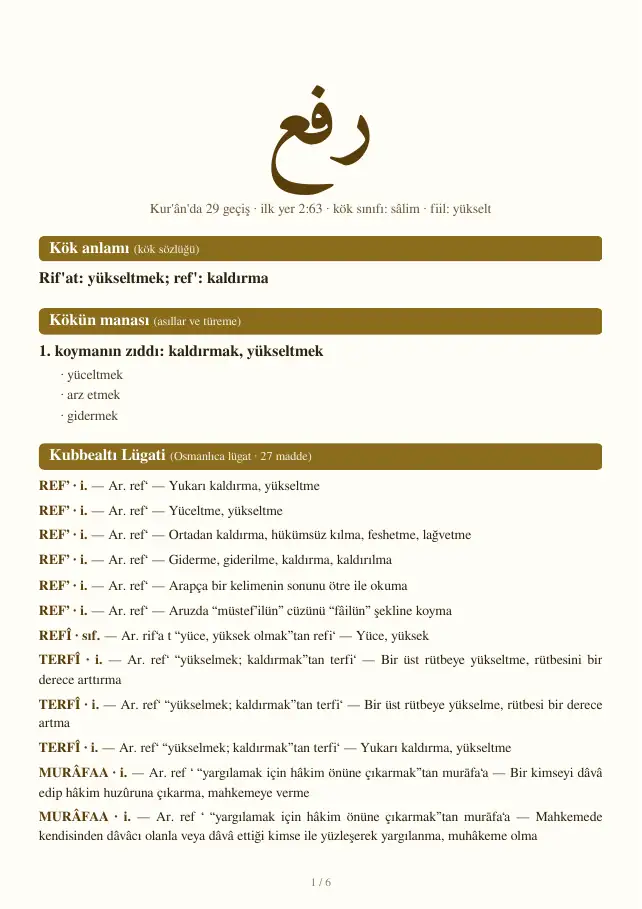 رفع
Kur'ân'da 29 geçiş · ilk yer 2:63 · kök sınıfı: sâlim · fiil: yükselt
Kök anlamı (kök sözlüğü)
Rif'at: yükseltmek; ref': kaldırma
Kökün manası (asıllar ve türeme)
1. koymanın zıddı: kaldırmak, yükseltmek
· yüceltmek
· arz etmek
· gidermek
Kubbealtı Lügati (Osmanlıca lügat · 27 madde)
REF’ · i. — Ar. ref‘ — Yukarı kaldırma, yükseltme
REF’ · i. — Ar. ref‘ — Yüceltme, yükseltme
REF’ · i. — Ar. ref‘ — Ortadan kaldırma, hükümsüz kılma, feshetme, lağvetme
REF’ · i. — Ar. ref‘ — Giderme, giderilme, kaldırma, kaldırılma
REF’ · i. — Ar. ref‘ — Arapça bir kelimenin sonunu ötre ile okuma
REF’ · i. — Ar. ref‘ — Aruzda “müstef’ilün” cüzünü “fâilün” şekline koyma
REFÎ · sıf. — Ar. rif‘a t “yüce, yüksek olmak”tan refі‘ — Yüce, yüksek
TERFÎ · i. — Ar. ref‘ “yükselmek; kaldırmak”tan terfi‘ — Bir üst rütbeye yükseltme, rütbesini bir
derece arttırma
TERFÎ · i. — Ar. ref‘ “yükselmek; kaldırmak”tan terfi‘ — Bir üst rütbeye yükselme, rütbesi bir derece
artma
TERFÎ · i. — Ar. ref‘ “yükselmek; kaldırmak”tan terfi‘ — Yukarı kaldırma, yükseltme
MURÂFAA · i. — Ar. ref ‘ “yargılamak için hâkim önüne çıkarmak”tan murāfa‘a — Bir kimseyi dâvâ
edip hâkim huzûruna çıkarma, mahkemeye verme
MURÂFAA · i. — Ar. ref ‘ “yargılamak için hâkim önüne çıkarmak”tan murāfa‘a — Mahkemede
kendisinden dâvâcı olanla veya dâvâ ettiği kimse ile yüzleşerek yargılanma, muhâkeme olma
1 / 6